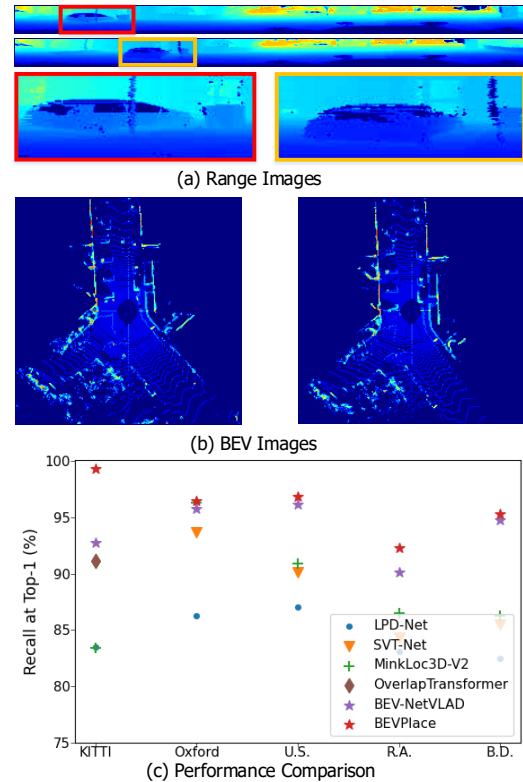 (a) Range Images
(b) BEV Images
100
95
90
85
80
75
Recall at Top-1 (%)
LPD-Net
SVT-Net
MinkLoc3D-V2
OverlapTransformer
BEV-NetVLAD
BEVPlace
KITTI
Oxford
U.S.
R.A.
B.D.
(c) Performance Comparison